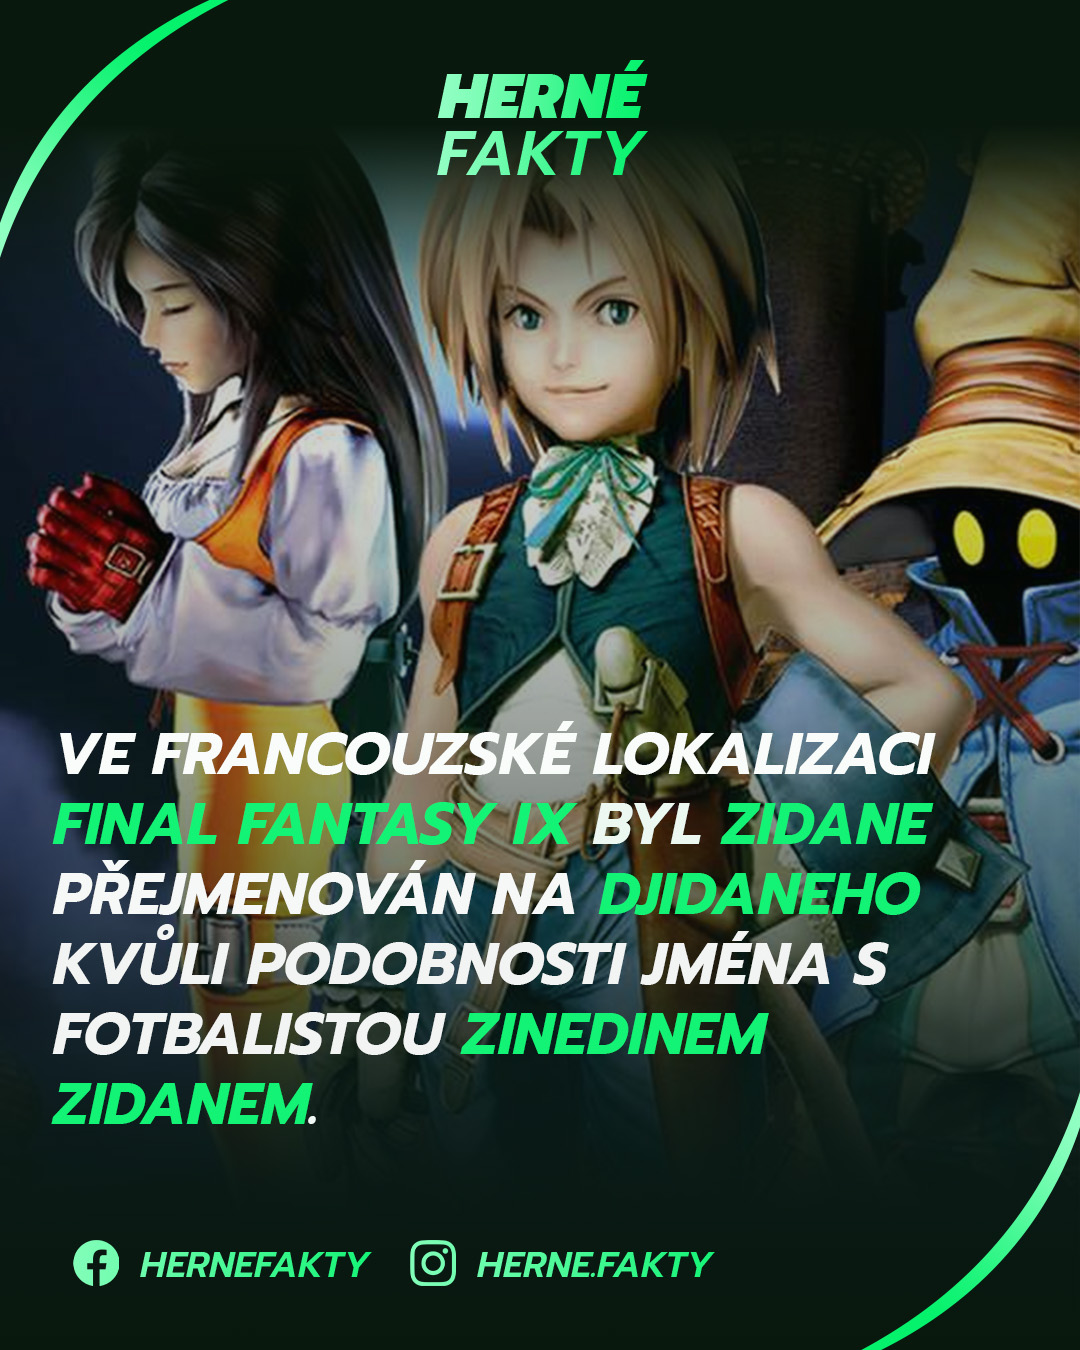 HERNÉ
FAKTY
VE FRANCOUZSKÉ LOKALIZACI
FINAL FANTASY IX BYL ZIDANE
PŘEJMENOVÁN NA DJIDANEHO
KVŮLI PODOBNOSTI JMÉNA S
FOTBALISTOU ZINEDINEM
ZIDANEM.
HERNEFAKTY HERNE.FAKTY